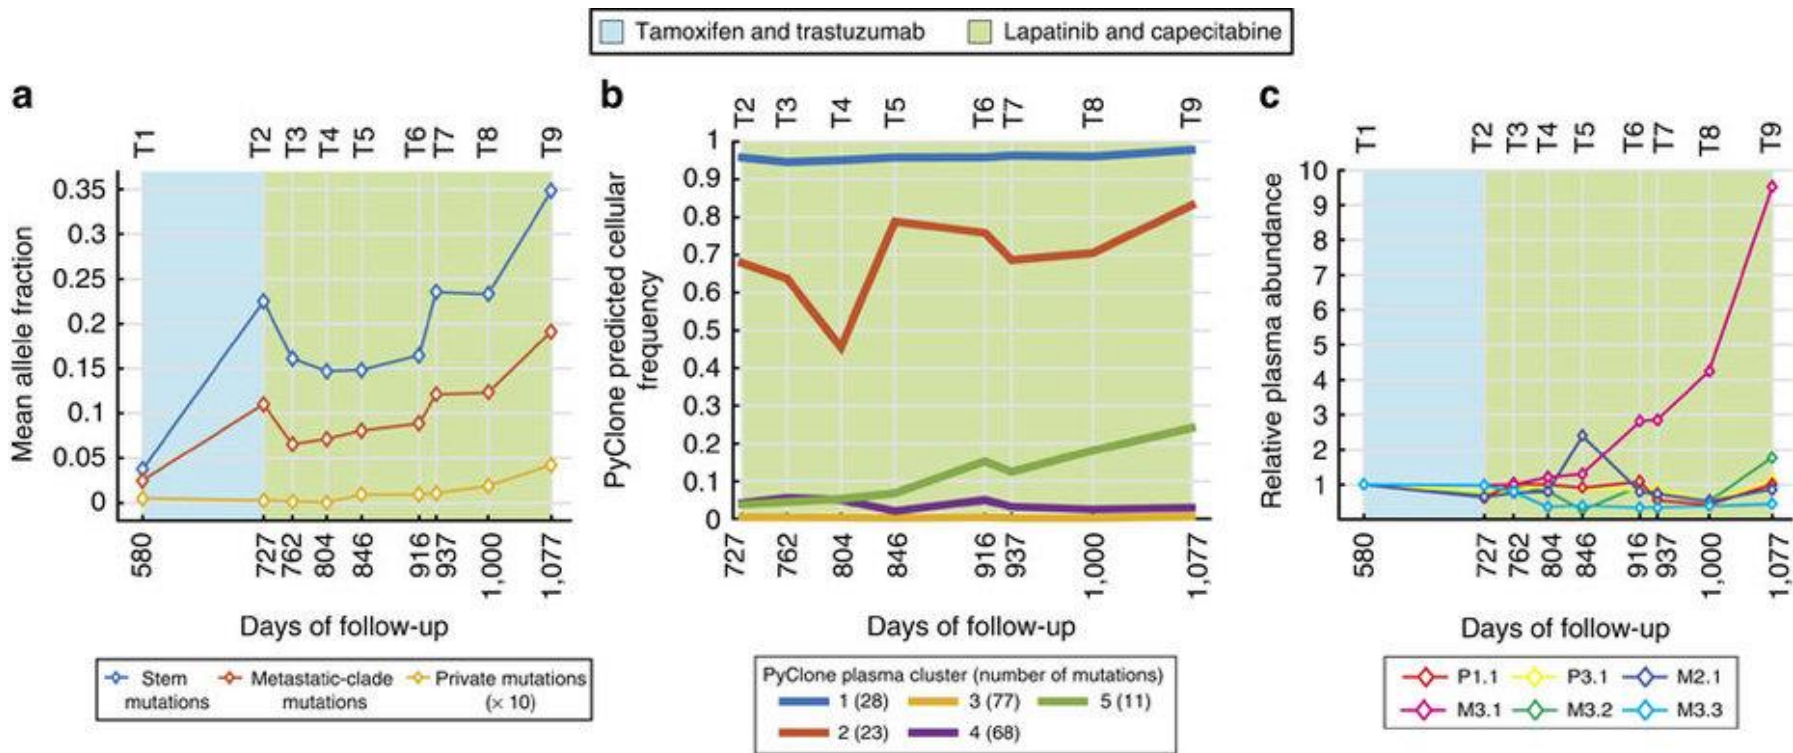 Tamoxifen and trastuzumab Lapatinib and capecitabine
a
T1 T2 T3 T4 T5 T6 T7 T8 T9
Mean allele fraction
0.35
0.3
0.25
0.2
0.15
0.1
0.05
0
580 727 762 804 846 916 937 1,000 1,077
Days of follow-up
Stem mutations
Metastatic-clade mutations
Private mutations (× 10)
b
T2 T3 T4 T5 T6 T7 T8 T9
PyClone predicted cellular
frequency
1
0.9
0.8
0.7
0.6
0.5
0.4
0.3
0.2
0.1
0
727 762 804 846 916 937 1,000 1,077
Days of follow-up
PyClone plasma cluster (number of mutations)
1 (28) 3 (77) 5 (11)
2 (23) 4 (68)
c
T1 T2 T3 T4 T5 T6 T7 T8 T9
Relative plasma abundance
10
9
8
7
6
5
4
3
2
1
580 727 762 804 846 916 937 1,000 1,077
Days of follow-up
P1.1 P3.1 M2.1
M3.1 M3.2 M3.3